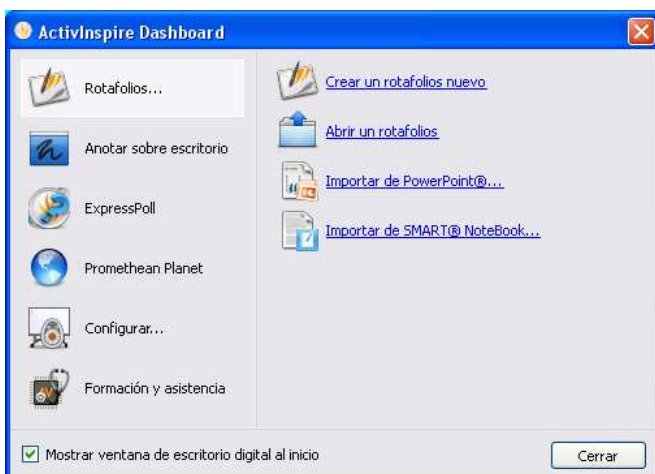 ActivInspire Dashboard
Rotafolios...
Anotar sobre escritorio
ExpressPoll
Promethean Planet
Configurar...
Formación y asistencia
Crear un rotafolios nuevo
Abrir un rotafolios
Importar de PowerPoint®...
Importar de SMART® NoteBook...
Mostrar ventana de escritorio digital al inicio
Cerrar